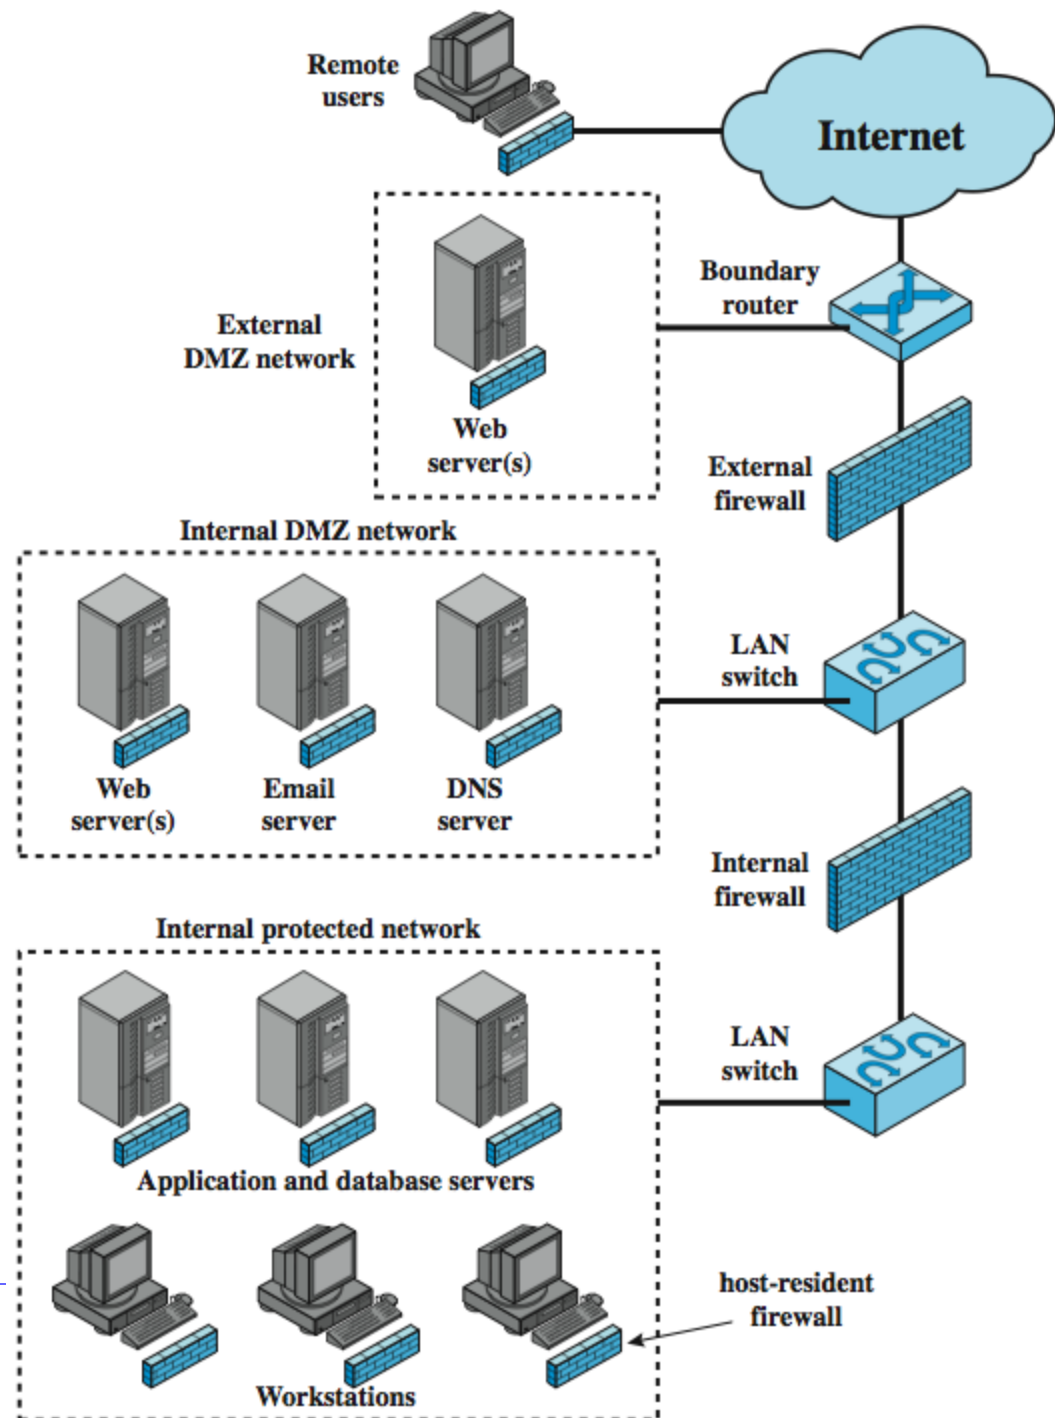 Remote
users
Internet
Boundary
router
External
DMZ network
Web
server(s)
External
firewall
Internal DMZ network
LAN
switch
Web
server(s)
Email
server
DNS
server
Internal
firewall
Internal protected network
LAN
switch
Application and database servers
host-resident
firewall
Workstations